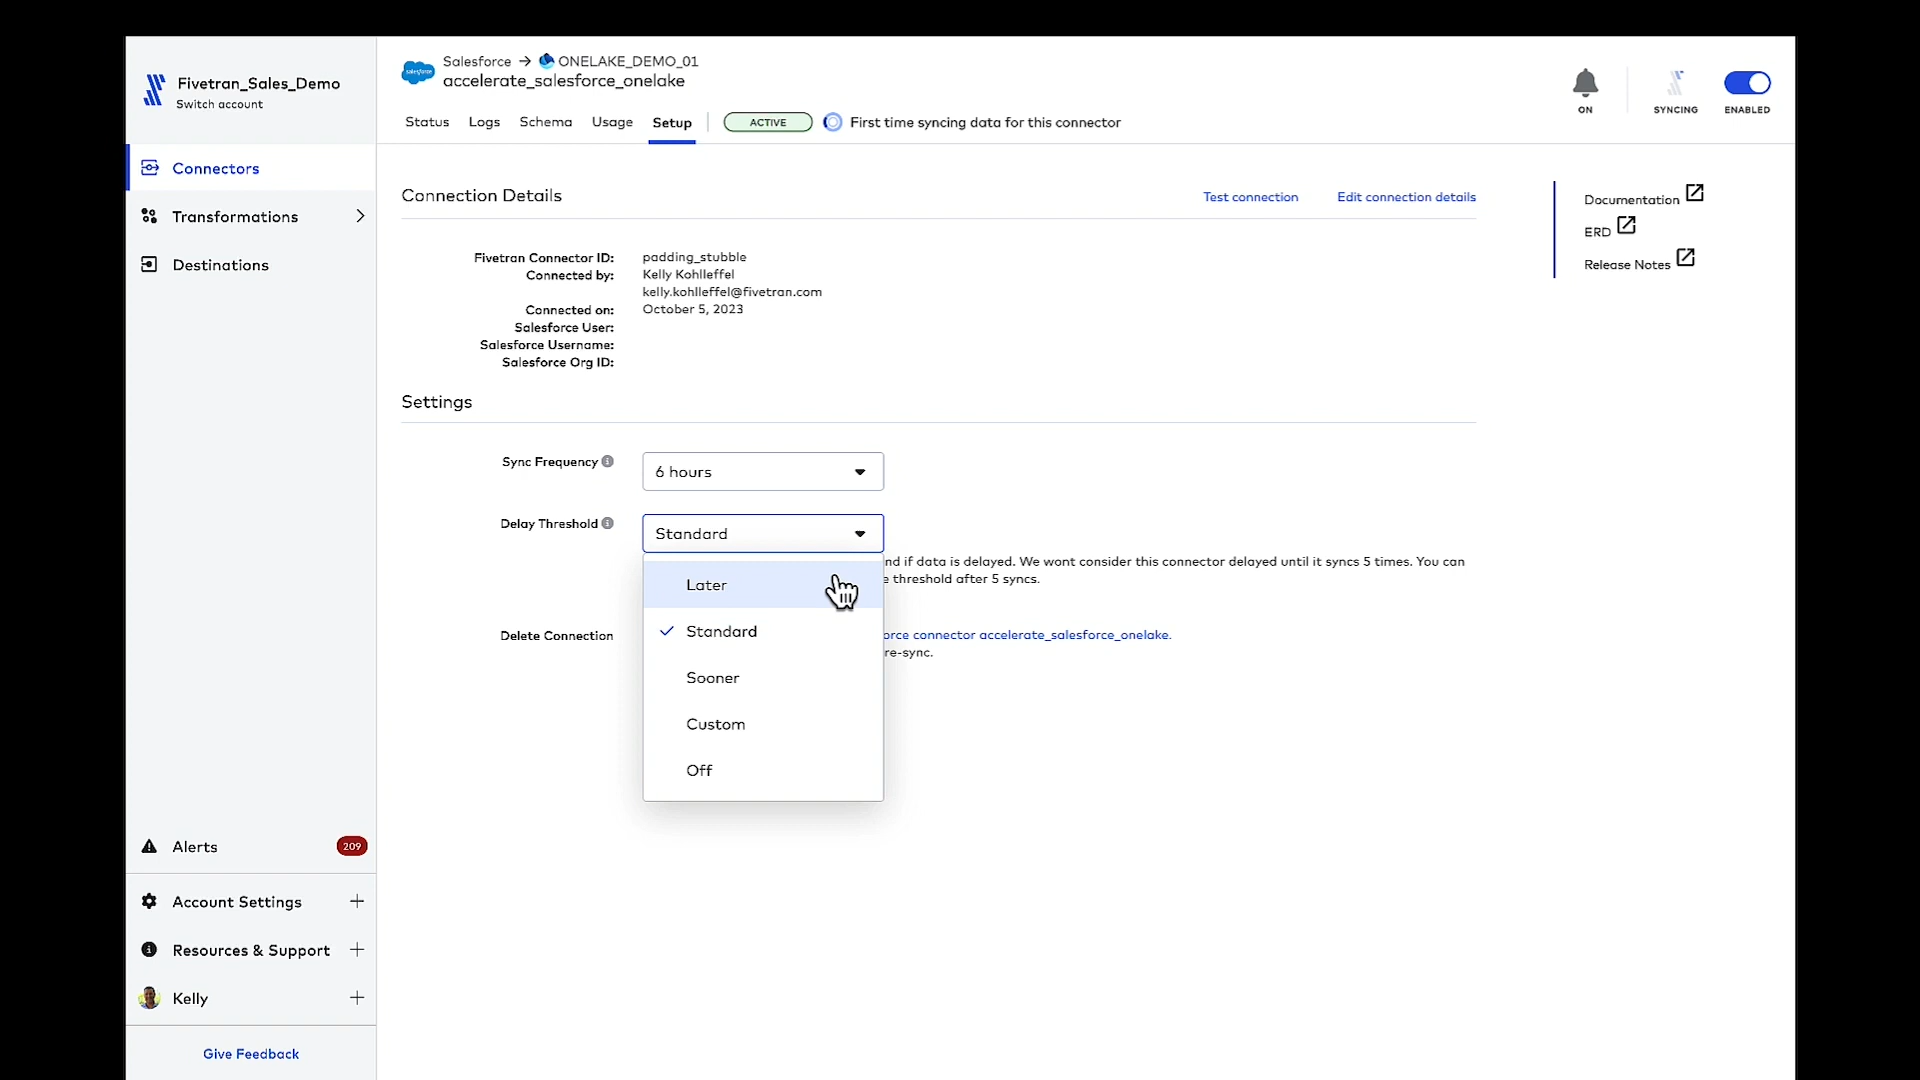 Fivetran_Sales_Demo
Switch account
Connectors
Transformations
Destinations
Alerts
209
Account Settings
Resources & Support
Kelly
Give Feedback
salesforce
Salesforce → ONELAKE_DEMO_01
accelerate_salesforce_onelake
Status Logs Schema Usage Setup ACTIVE First time syncing data for this connector
ON
SYNCING
ENABLED
Connection Details
Test connection
Edit connection details
Fivetran Connector ID: padding_stubble
Connected by: Kelly Kohlleffel
kelly.kohlleffel@fivetran.com
Connected on: October 5, 2023
Salesforce User:
Salesforce Username:
Salesforce Org ID:
Documentation
ERD
Release Notes
Settings
Sync Frequency 6 hours
Delay Threshold Standard
nd if data is delayed. We wont consider this connector delayed until it syncs 5 times. You can
e threshold after 5 syncs.
Later
Standard
Sooner
Custom
Off
Delete Connection
orce connector accelerate_salesforce_onelake.
re-sync.